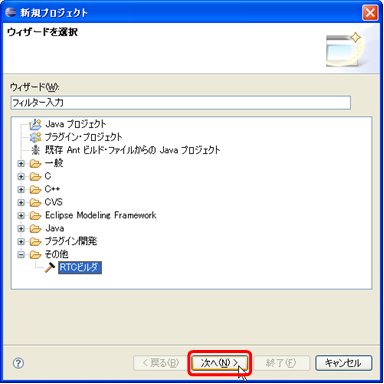 新規プロジェクト
ウィザードを選択
ウィザード(W):
フィルター入力
Java プロジェクト
プラグイン・プロジェクト
既存 Ant ビルド・ファイルからの Java プロジェクト
一般
C
C++
CVS
Eclipse Modeling Framework
Java
プラグイン開発
その他
RTCビルダ
< 戻る(B)
次へ(N) >
終了(F)
キャンセル